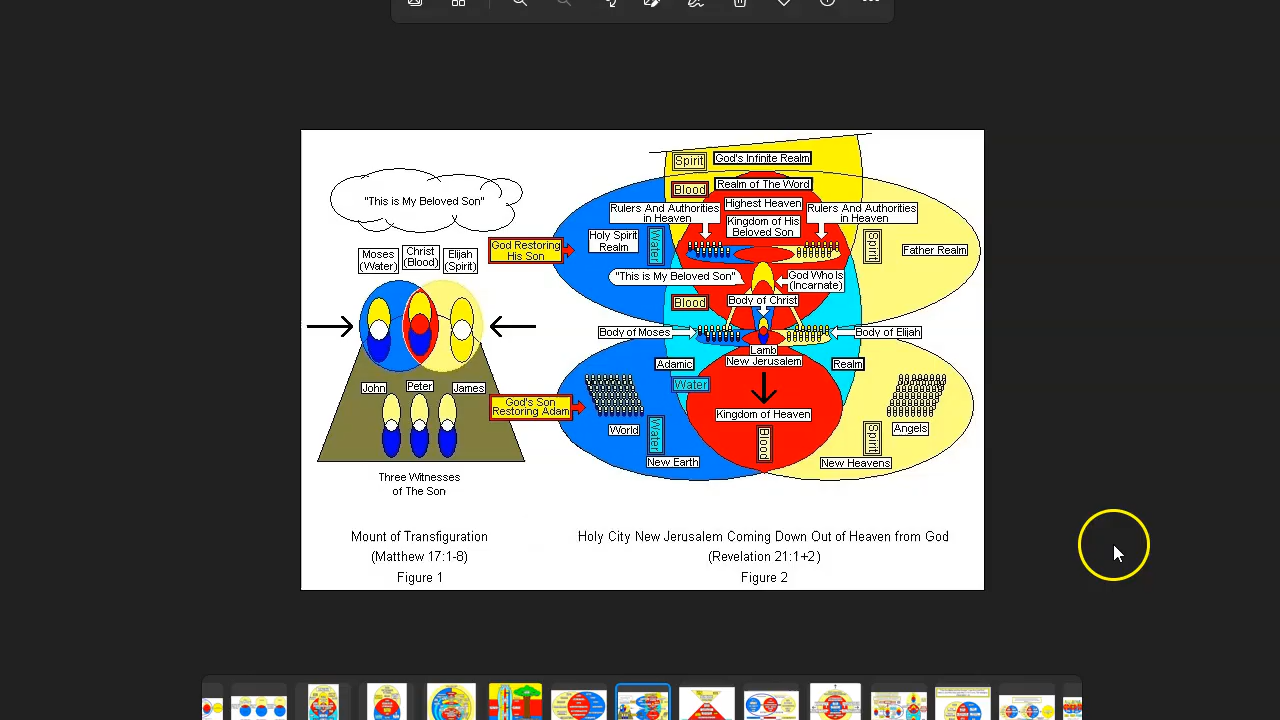 "This is My Beloved Son"
Moses
(Water)
Christ
(Blood)
Elijah
(Spirit)
John
Peter
James
Three Witnesses
of The Son
Mount of Transfiguration
(Matthew 17:1-8)
Figure 1
God Restoring
His Son
God's Son
Restoring Adam
Spirit
God's Infinite Realm
Blood
Realm of The Word
Highest Heaven
Rulers And Authorities
in Heaven
Kingdom of His
Beloved Son
Rulers And Authorities
in Heaven
Holy Spirit
Realm
Water
Spirit
Father Realm
"This is My Beloved Son"
God Who Is
(Incarnate)
Blood
Body of Christ
Body of Moses
Body of Elijah
Lamb
New Jerusalem
Adamic
Realm
Water
Kingdom of Heaven
World
Water
Blood
Spirit
Angels
New Earth
New Heavens
Holy City New Jerusalem Coming Down Out of Heaven from God
(Revelation 21:1+2)
Figure 2